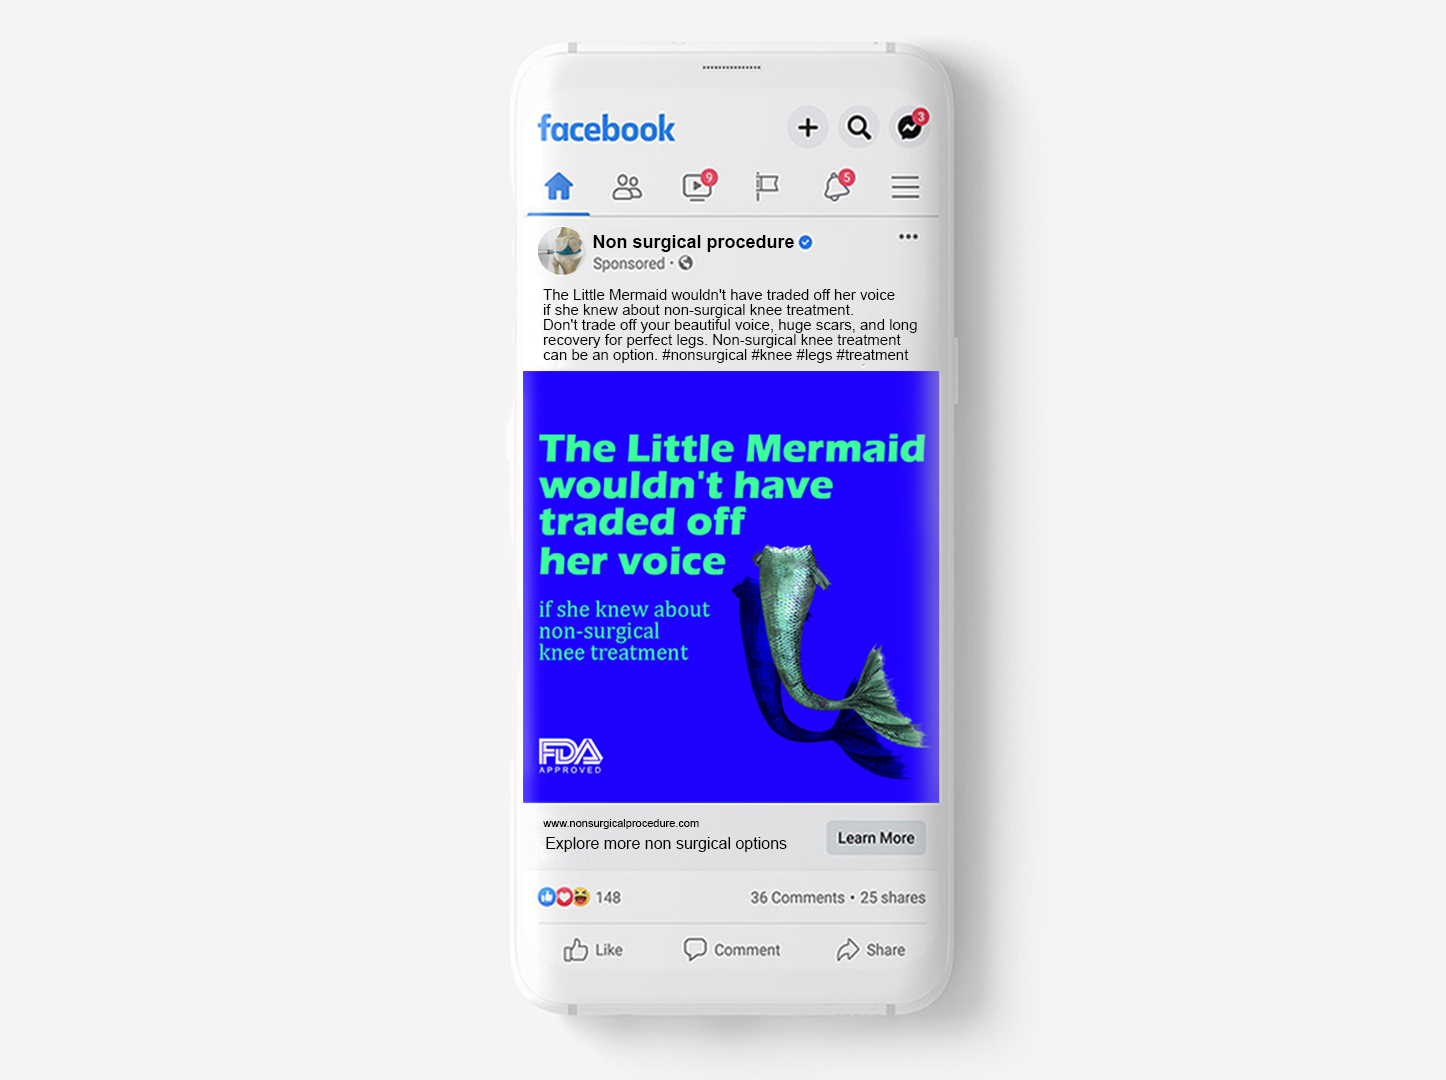 facebook
3
9
5
Non surgical procedure
Sponsored ·
The Little Mermaid wouldn't have traded off her voice
if she knew about non-surgical knee treatment.
Don't trade off your beautiful voice, huge scars, and long
recovery for perfect legs. Non-surgical knee treatment
can be an option. #nonsurgical #knee #legs #treatment
The Little Mermaid
wouldn't have
traded off
her voice
if she knew about
non-surgical
knee treatment
FDA
APPROVED
www.nonsurgicalprocedure.com
Explore more non surgical options
Learn More
148
36 Comments • 25 shares
Like
Comment
Share